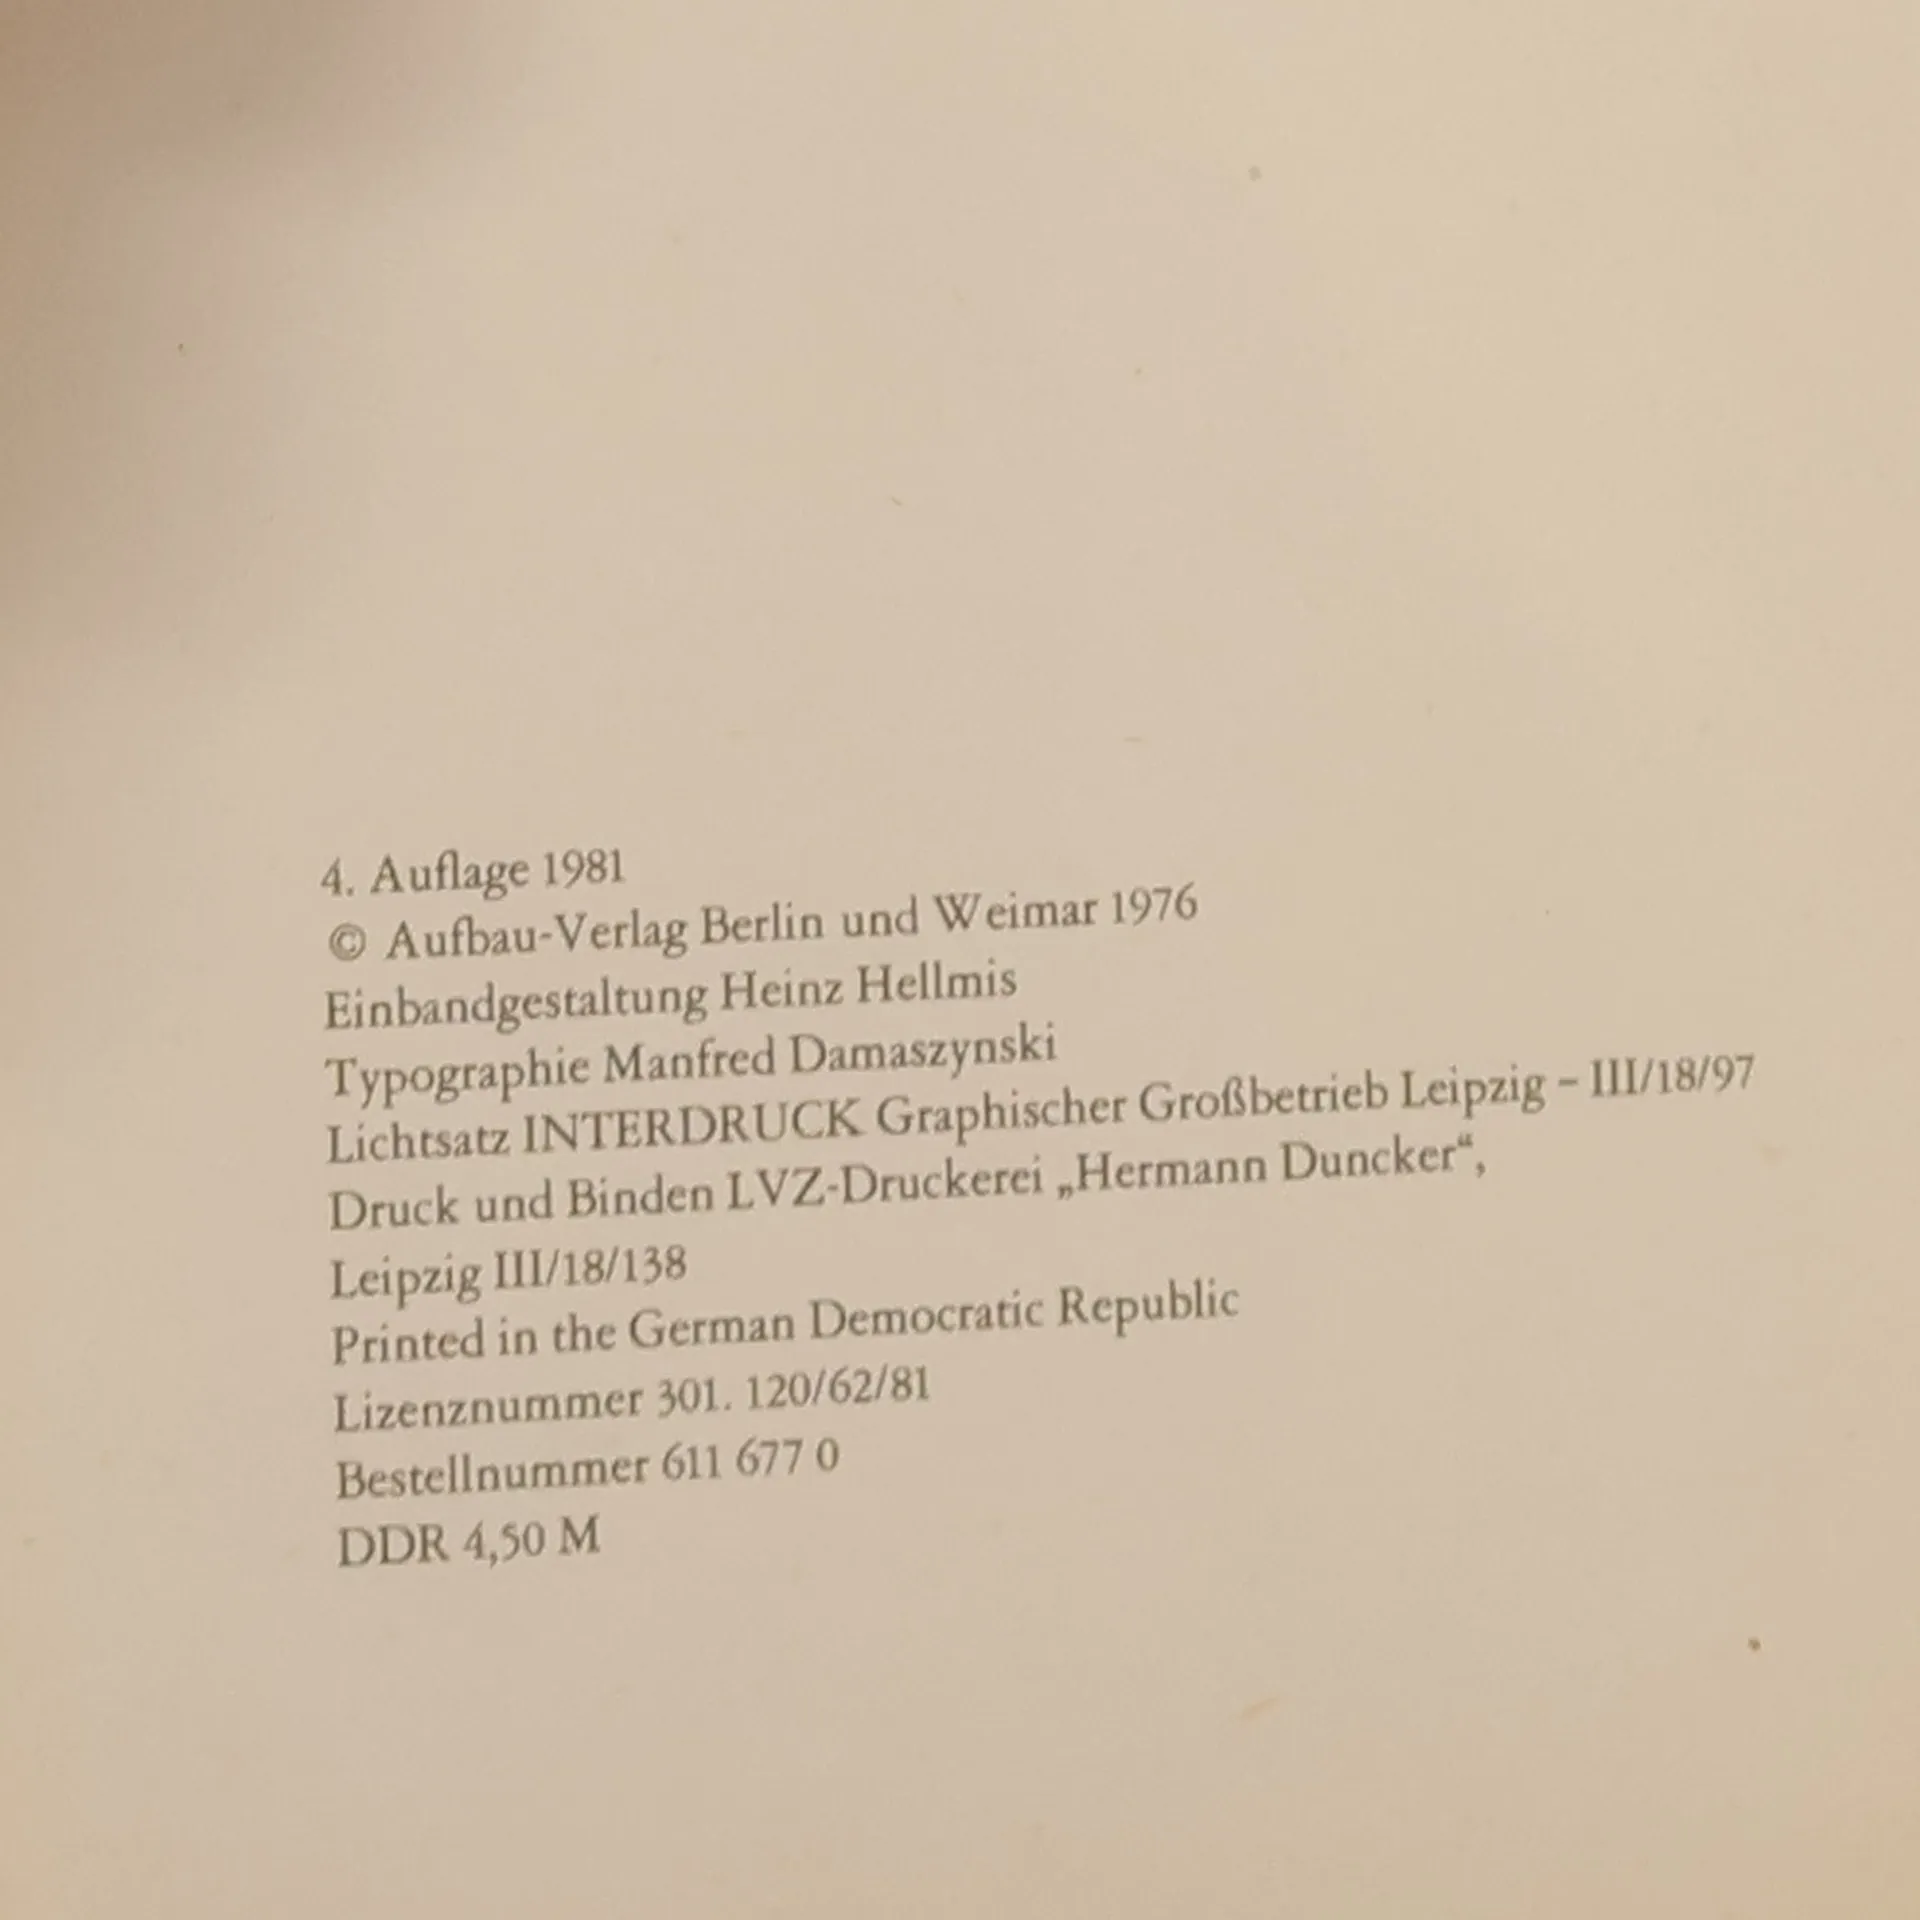 4. Auflage 1981
© Aufbau-Verlag Berlin und Weimar 1976
Einbandgestaltung Heinz Hellmis
Typographie Manfred Damaszynski
Lichtsatz INTERDRUCK Graphischer Großbetrieb Leipzig – III/18/97
Druck und Binden LVZ-Druckerei „Hermann Duncker“,
Leipzig III/18/138
Printed in the German Democratic Republic
Lizenznummer 301. 120/62/81
Bestellnummer 611 677 0
DDR 4,50 M